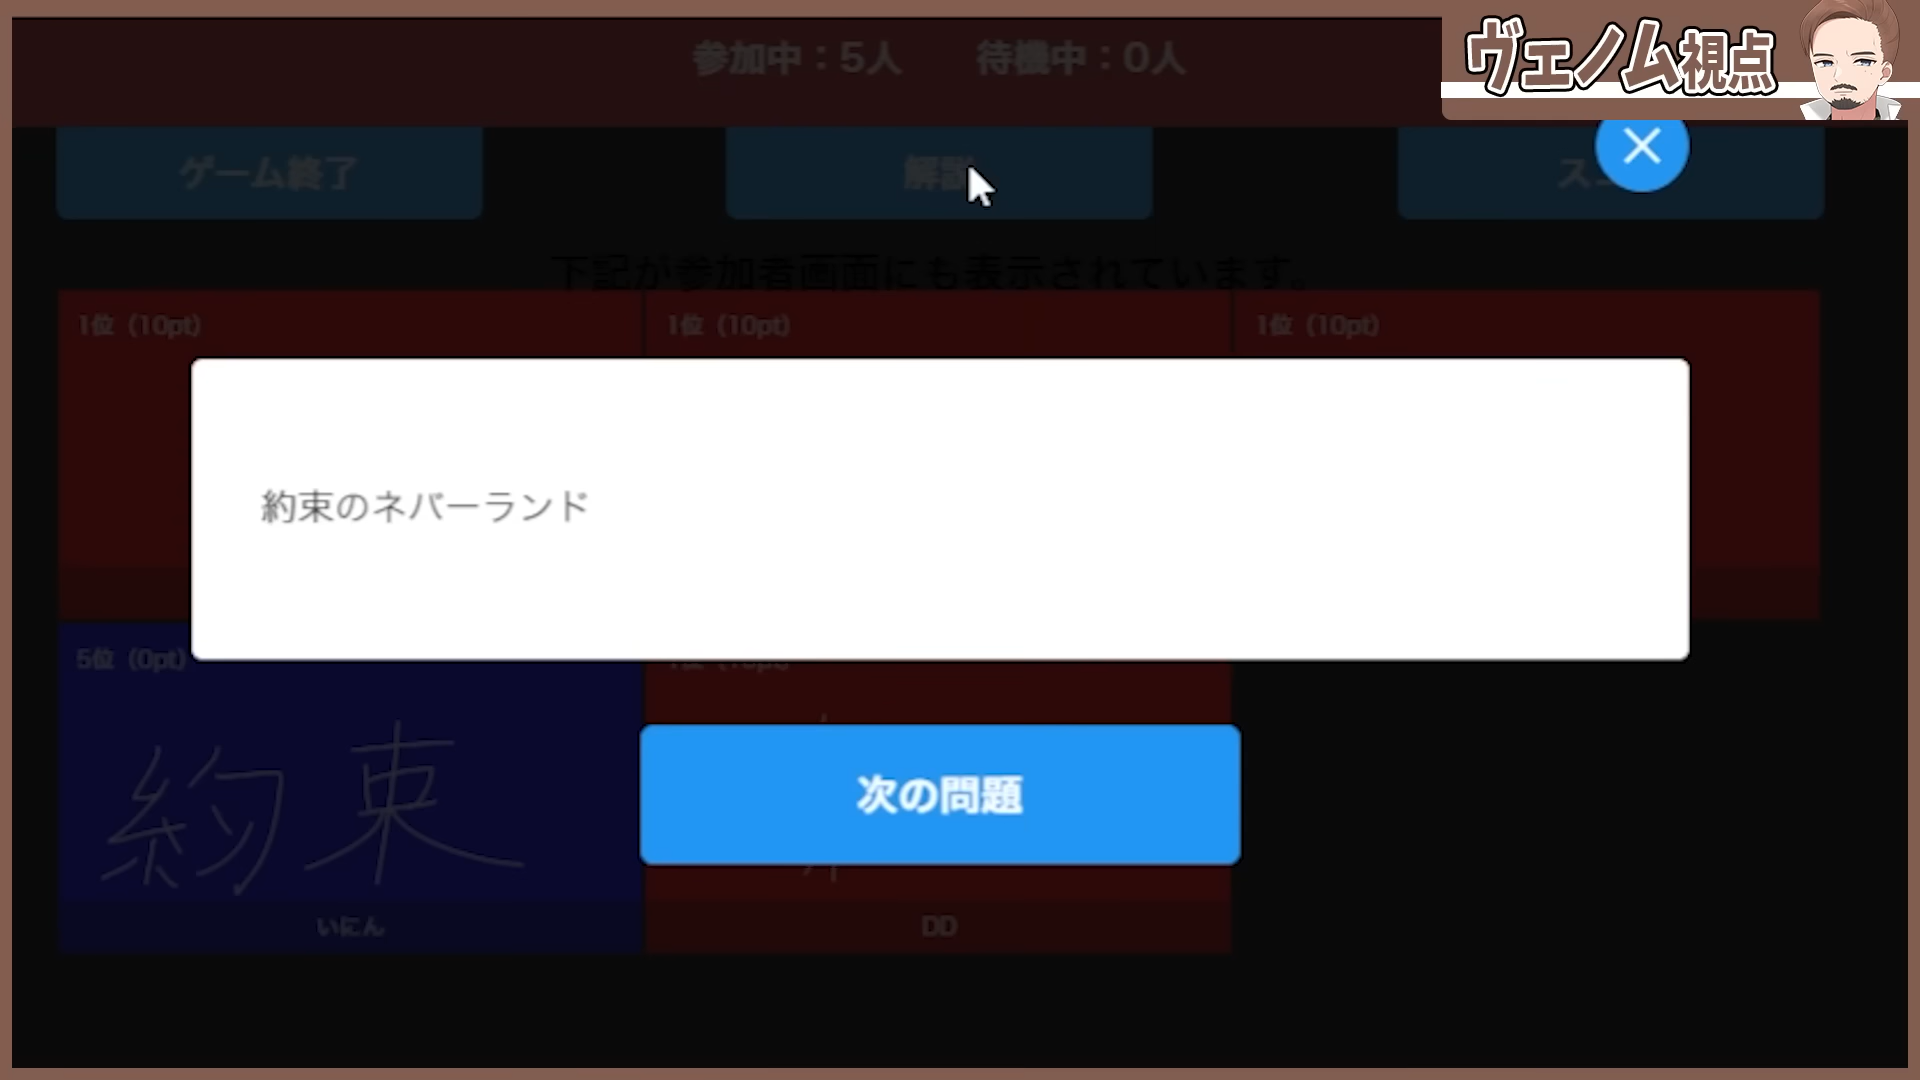 ヴェノム視点
参加中：5人 待機中：0人
ゲーム終了
解説
下記が参加者画面にも表示されています。
1位（10pt）
1位（10pt）
1位（10pt）
約束のネバーランド
5位（0pt）
約束
次の問題
いにん
DD